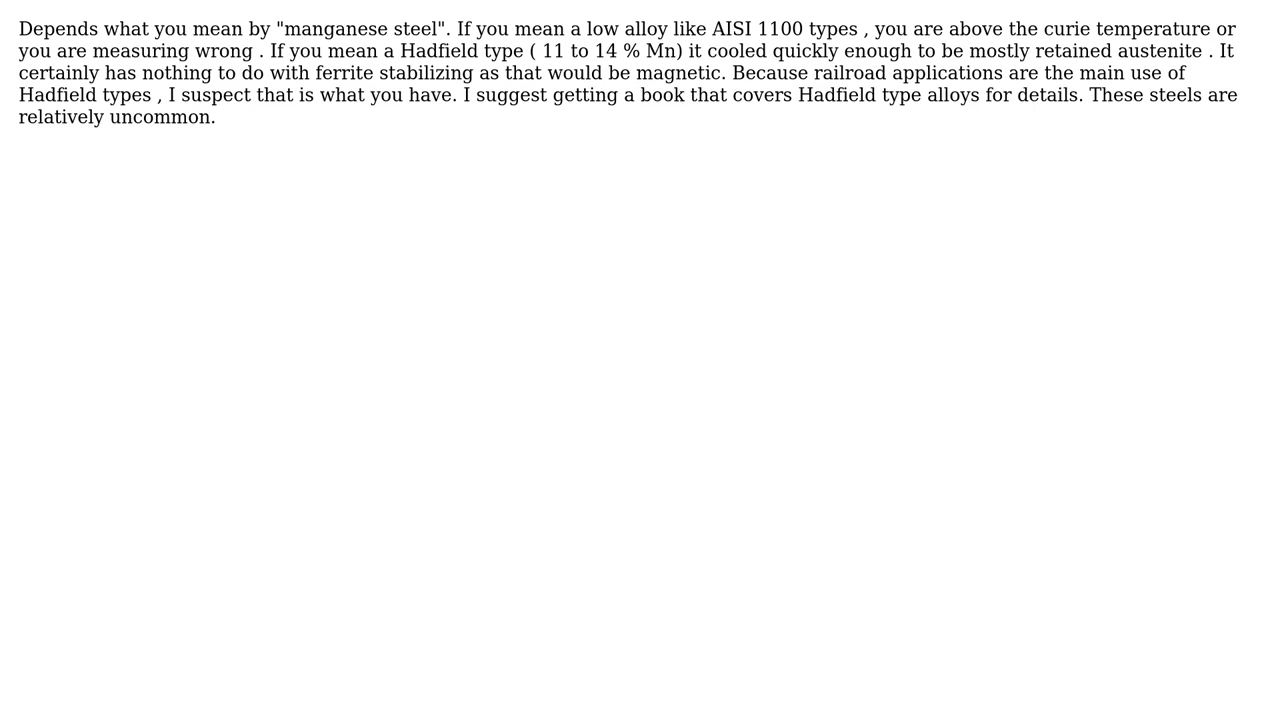 Depends what you mean by "manganese steel". If you mean a low alloy like AISI 1100 types , you are above the curie temperature or
you are measuring wrong . If you mean a Hadfield type ( 11 to 14 % Mn) it cooled quickly enough to be mostly retained austenite . It
certainly has nothing to do with ferrite stabilizing as that would be magnetic. Because railroad applications are the main use of
Hadfield types , I suspect that is what you have. I suggest getting a book that covers Hadfield type alloys for details. These steels are
relatively uncommon.